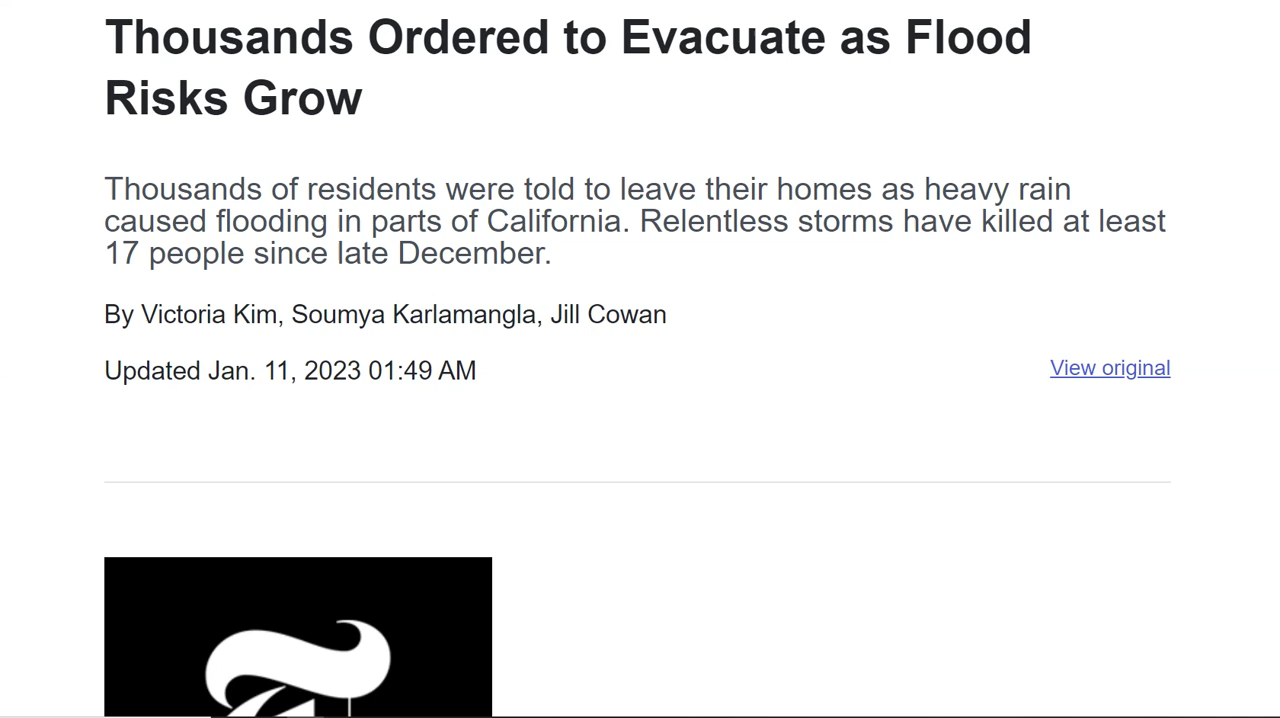 Thousands Ordered to Evacuate as Flood
Risks Grow
Thousands of residents were told to leave their homes as heavy rain
caused flooding in parts of California. Relentless storms have killed at least
17 people since late December.
By Victoria Kim, Soumya Karlamangla, Jill Cowan
Updated Jan. 11, 2023 01:49 AM
View original